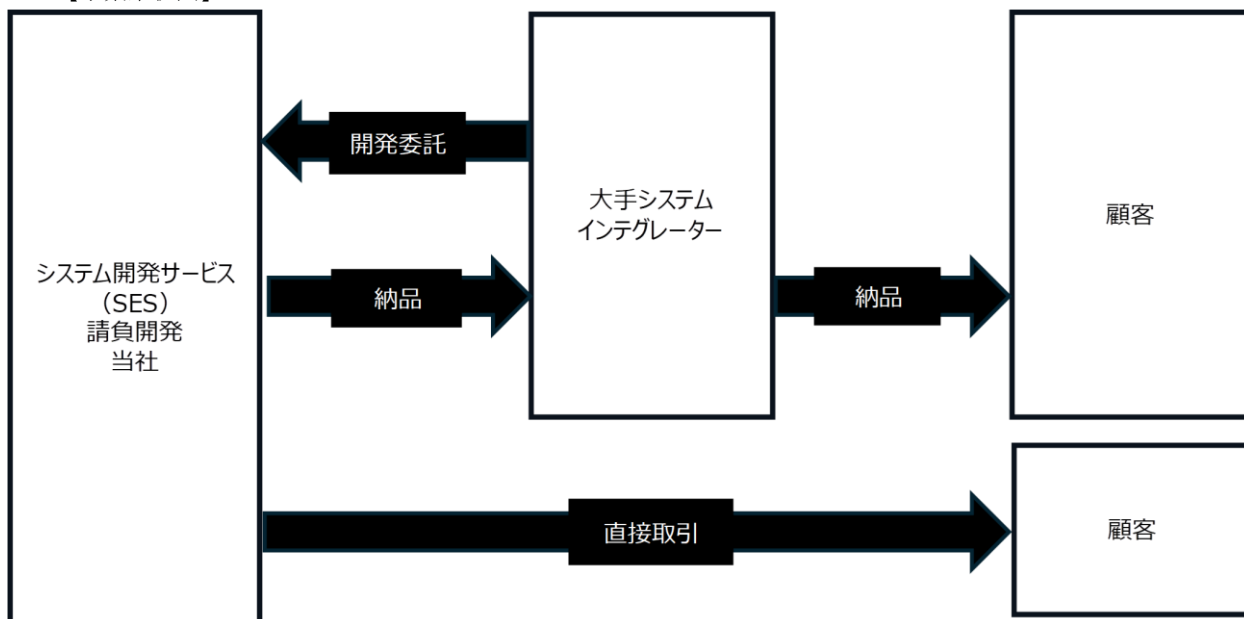 システム開発サービス
（SES）
請負開発
当社
開発委託
納品
大手システム
インテグレーター
納品
顧客
直接取引
顧客